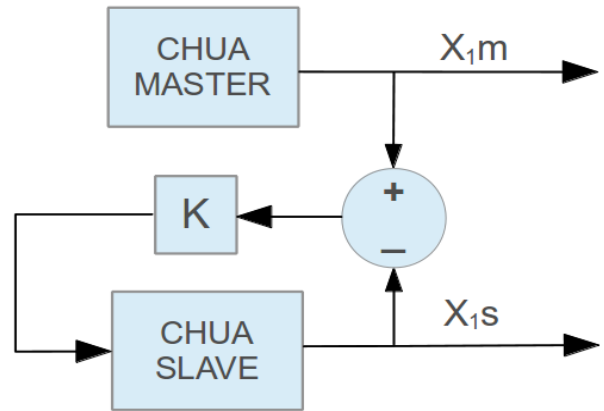 CHUA
MASTER
X₁m
+
K
–
CHUA
SLAVE
X₁s